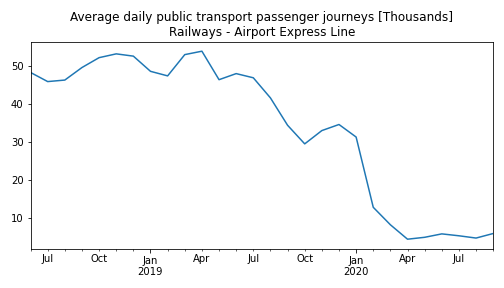 Average daily public transport passenger journeys [Thousands]
Railways - Airport Express Line
50
40
30
20
10
Jul Oct Jan Apr Jul Oct Jan Apr Jul
2019 2020